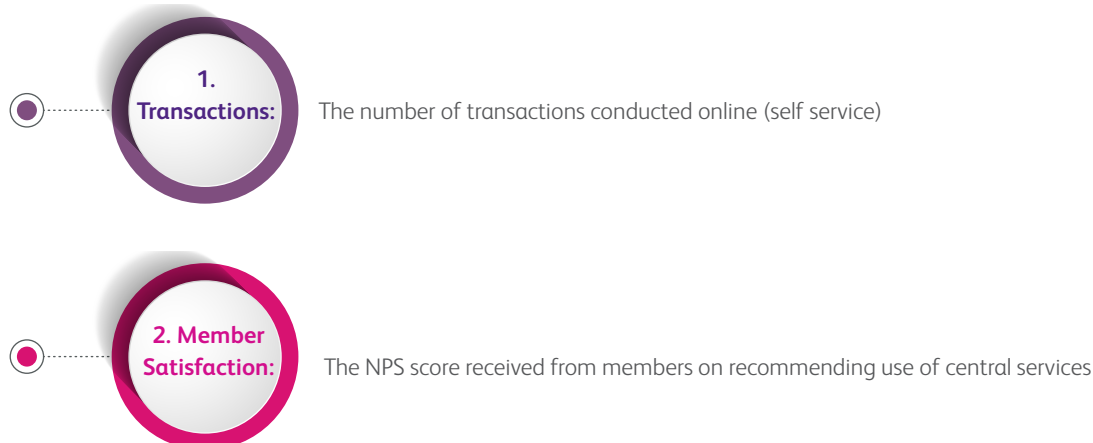 1.
Transactions:
The number of transactions conducted online (self service)
2. Member
Satisfaction:
The NPS score received from members on recommending use of central services